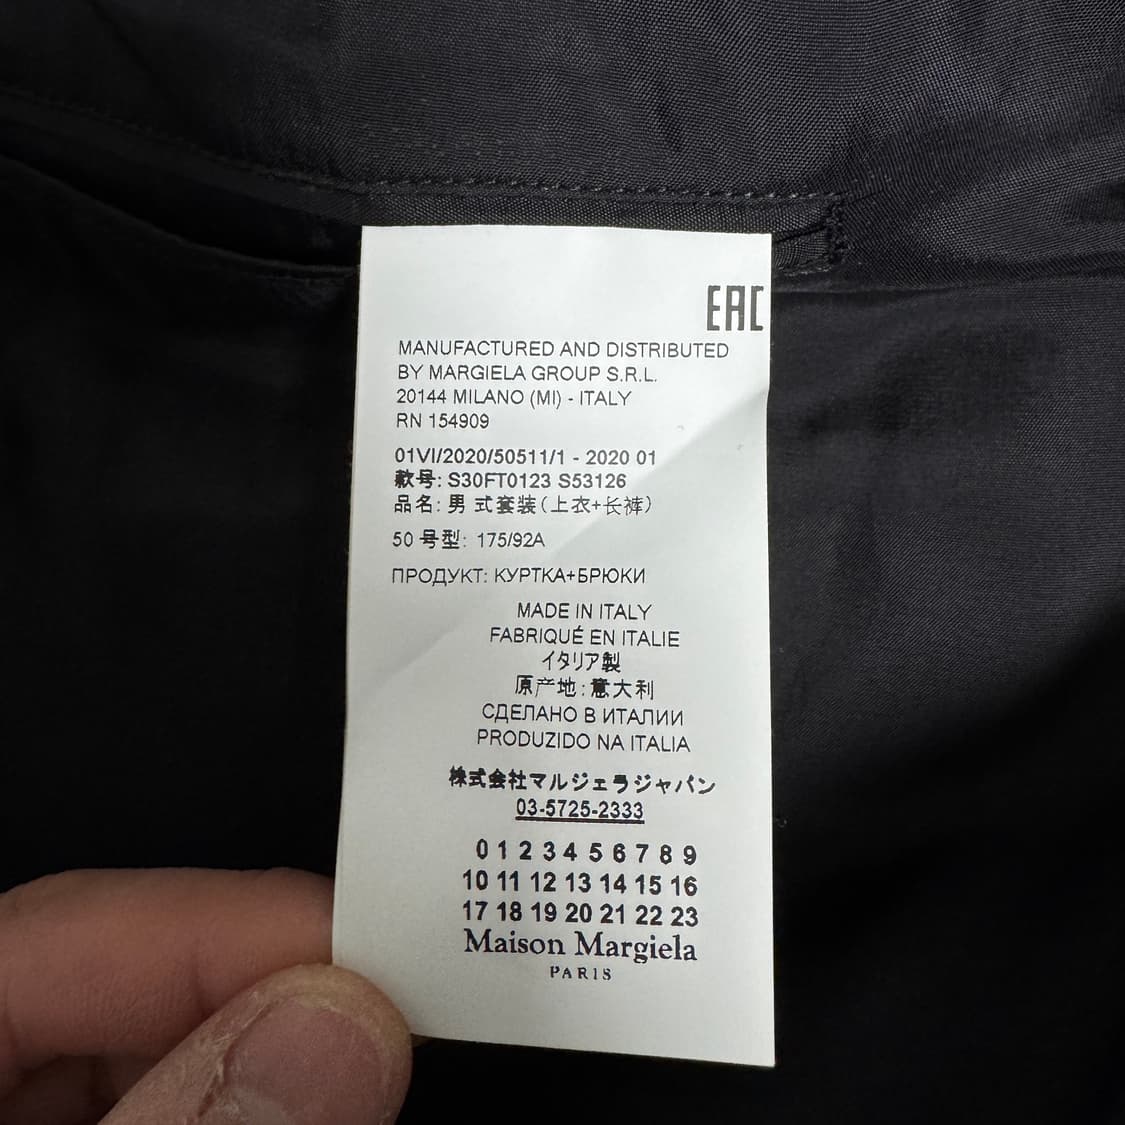 EAC
MANUFACTURED AND DISTRIBUTED
BY MARGIELA GROUP S.R.L.
20144 MILANO (MI) - ITALY
RN 154909
01VI/2020/50511/1 - 2020 01
款号: S30FT0123 S53126
品名: 男 式套装(上衣+长裤)
50 号型: 175/92A
ПРОДУКТ: КУРТКА+БРЮКИ
MADE IN ITALY
FABRIQUÉ EN ITALIE
イタリア製
原产地:意大利
СДЕЛАНО В ИТАЛИИ
PRODUZIDO NA ITALIA
株式会社マルジェラジャパン
03-5725-2333
0 1 2 3 4 5 6 7 8 9
10 11 12 13 14 15 16
17 18 19 20 21 22 23
Maison Margiela
PARIS